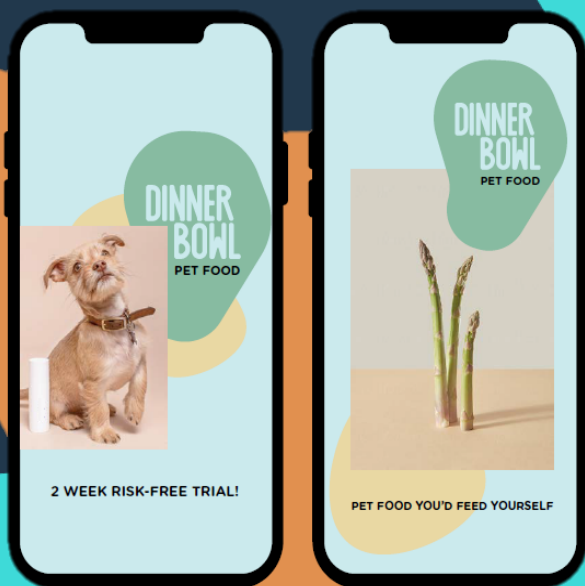 DINNER
BOWL
PET FOOD
2 WEEK RISK-FREE TRIAL!
DINNER
BOWL
PET FOOD
PET FOOD YOU'D FEED YOURSELF